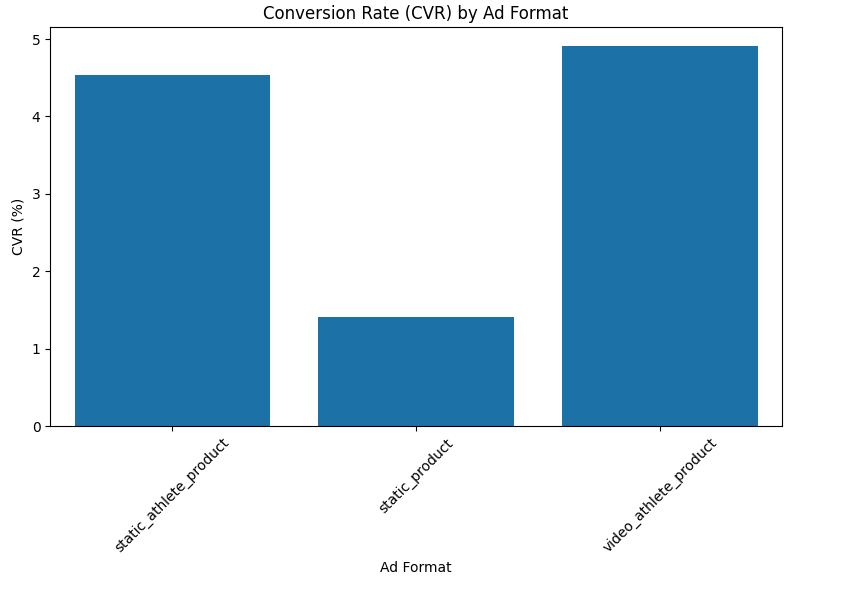 Conversion Rate (CVR) by Ad Format
5
4
3
2
1
0
CVR (%)
static_athlete_product
static_product
video_athlete_product
Ad Format